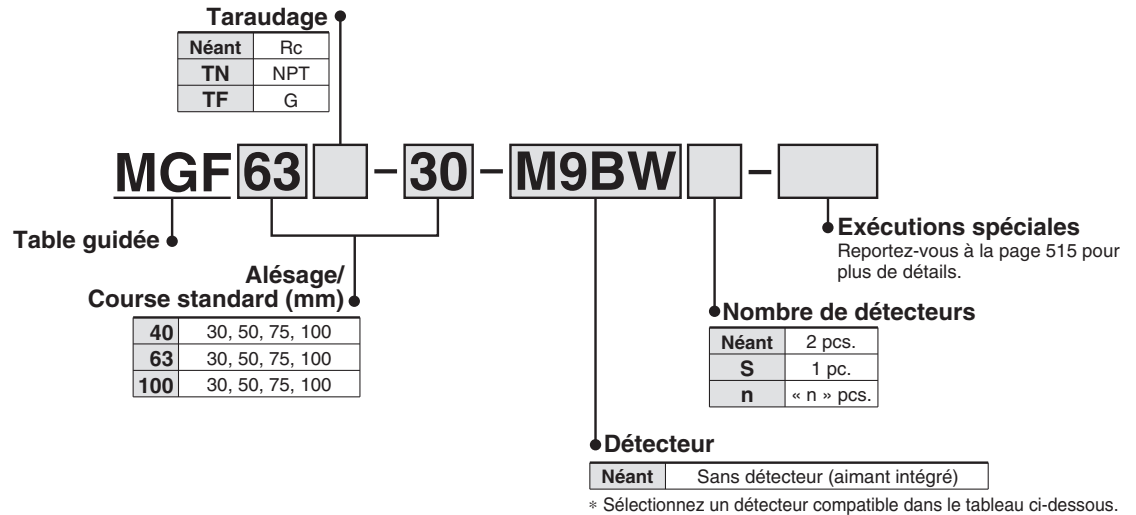 Taraudage
Néant Rc
TN NPT
TF G
MGF 63 - 30 - M9BW -
Table guidée
Alésage/
Course standard (mm)
40 30, 50, 75, 100
63 30, 50, 75, 100
100 30, 50, 75, 100
Exécutions spéciales
Reportez-vous à la page 515 pour
plus de détails.
Nombre de détecteurs
Néant 2 pcs.
S 1 pc.
n « n » pcs.
Détecteur
Néant Sans détecteur (aimant intégré)
∗ Sélectionnez un détecteur compatible dans le tableau ci-dessous.